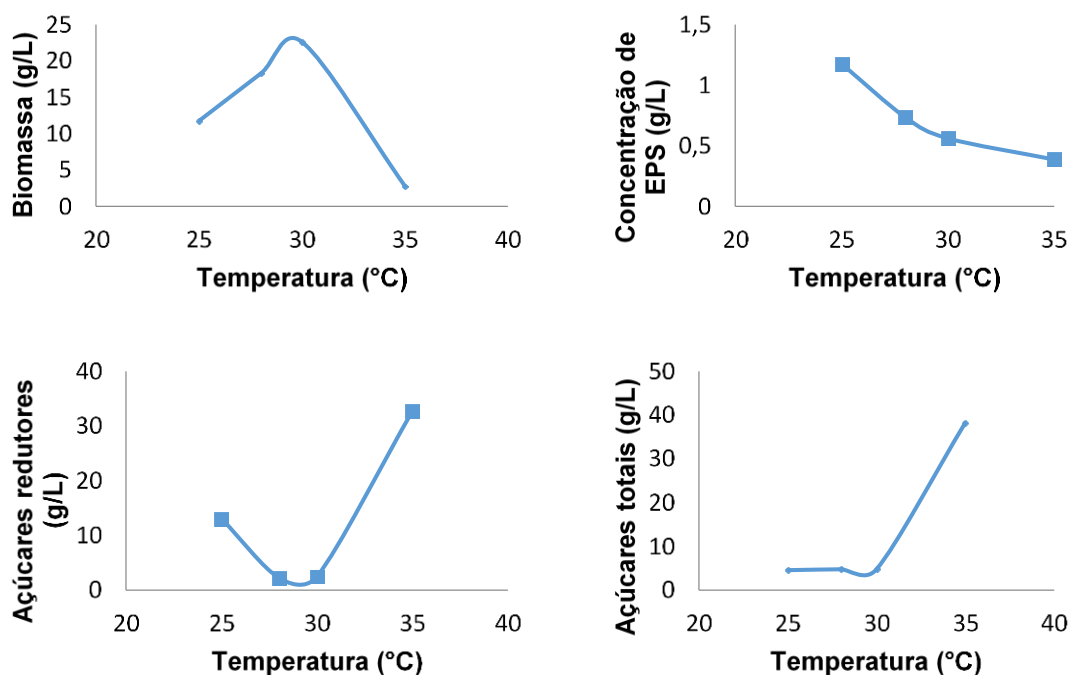 Biomassa (g/L)
25
20
15
10
5
0
20 25 30 35 40
Temperatura (°C)
Concentração de
EPS (g/L)
1,5
1
0,5
0
20 25 30 35
Temperatura (°C)
Açúcares redutores
(g/L)
40
30
20
10
0
20 25 30 35 40
Temperatura (°C)
Açúcares totais (g/L)
50
40
30
20
10
0
20 25 30 35 40
Temperatura (°C)